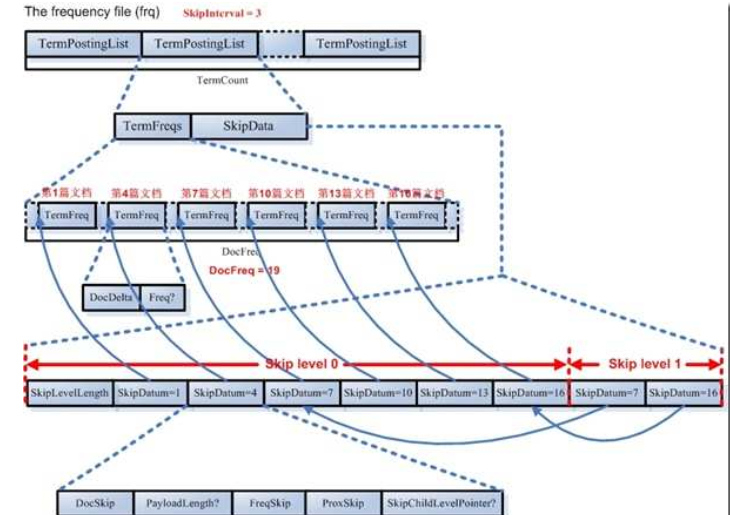 The frequency file (frq) SkipInterval = 3
TermPostingList TermPostingList TermPostingList
TermCount
TermFreqs SkipData
第1篇文档 第4篇文档 第7篇文档 第10篇文档 第13篇文档 第16篇文档
TermFreq TermFreq TermFreq TermFreq TermFreq TermFreq
DocFreq
DocFreq = 19
DocDelta Freq?
Skip level 0 Skip level 1
SkipLevelLength SkipDatum=1 SkipDatum=4 SkipDatum=7 SkipDatum=10 SkipDatum=13 SkipDatum=16 SkipDatum=7 SkipDatum=16
DocSkip PayloadLength? FreqSkip ProxSkip SkipChildLevelPointer?